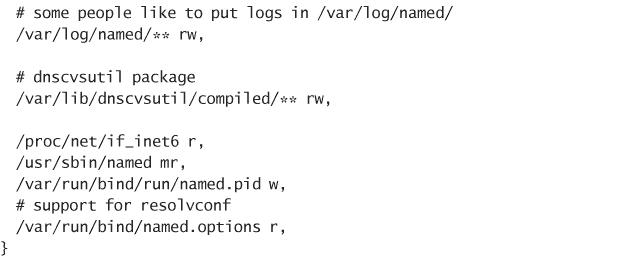 # some people like to put logs in /var/log/named/
  /var/log/named/** rw,

  # dnscvsutil package
  /var/lib/dnscvsutil/compiled/** rw,

  /proc/net/if_inet6 r,
  /usr/sbin/named mr,
  /var/run/bind/run/named.pid w,
  # support for resolvconf
  /var/run/bind/named.options r,
}